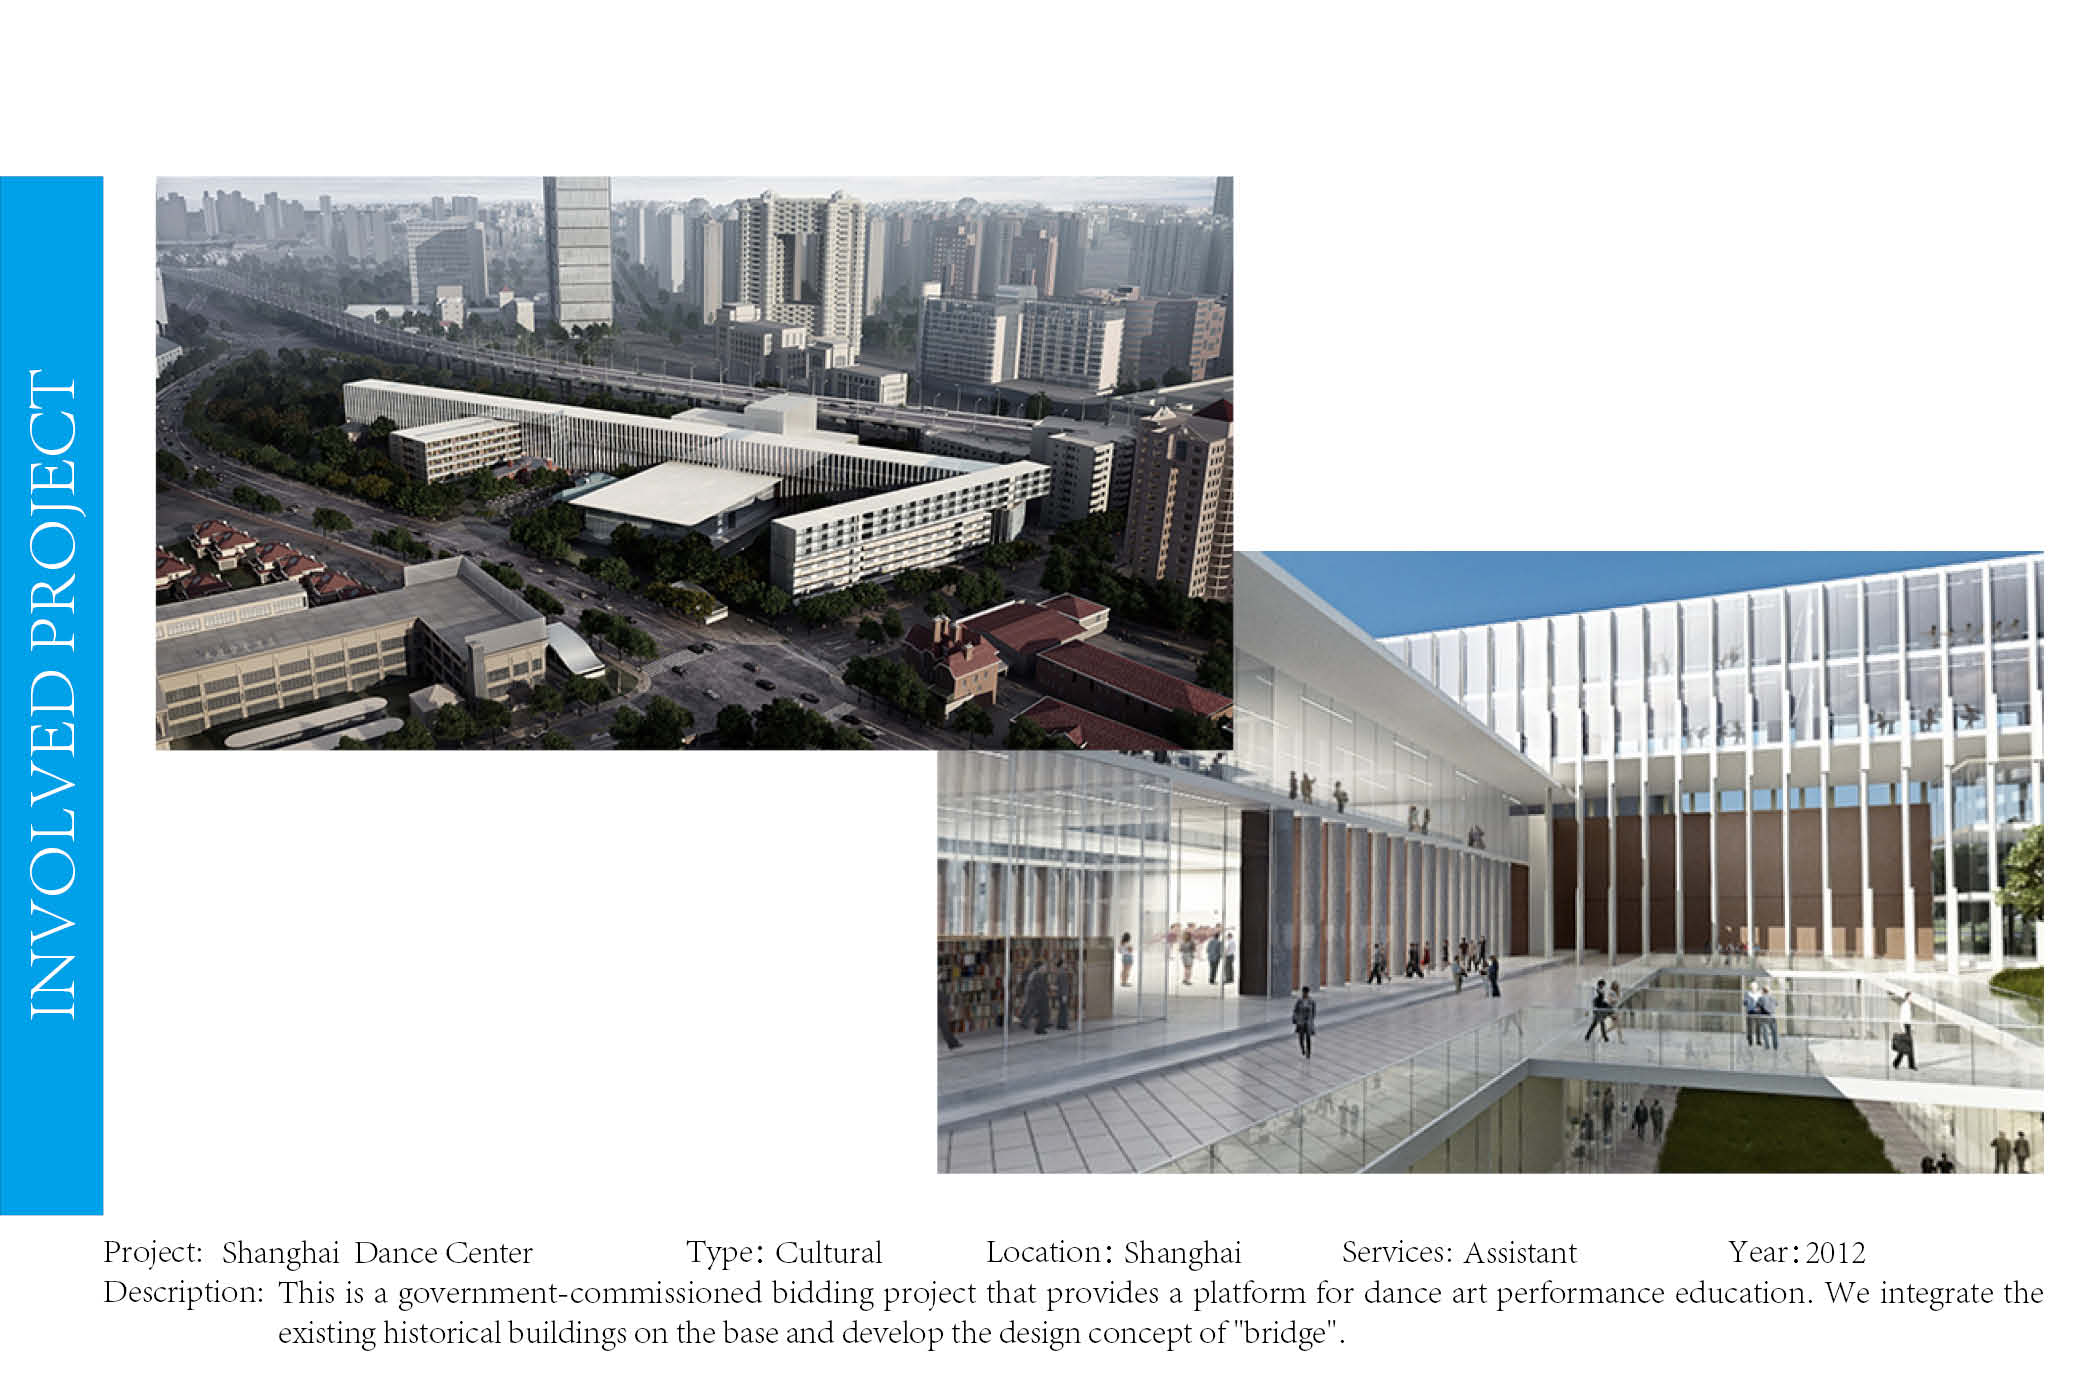 INVOLVED PROJECT
Project: Shanghai Dance Center Type: Cultural Location: Shanghai Services: Assistant Year: 2012
Description: This is a government-commissioned bidding project that provides a platform for dance art performance education. We integrate the
existing historical buildings on the base and develop the design concept of "bridge".